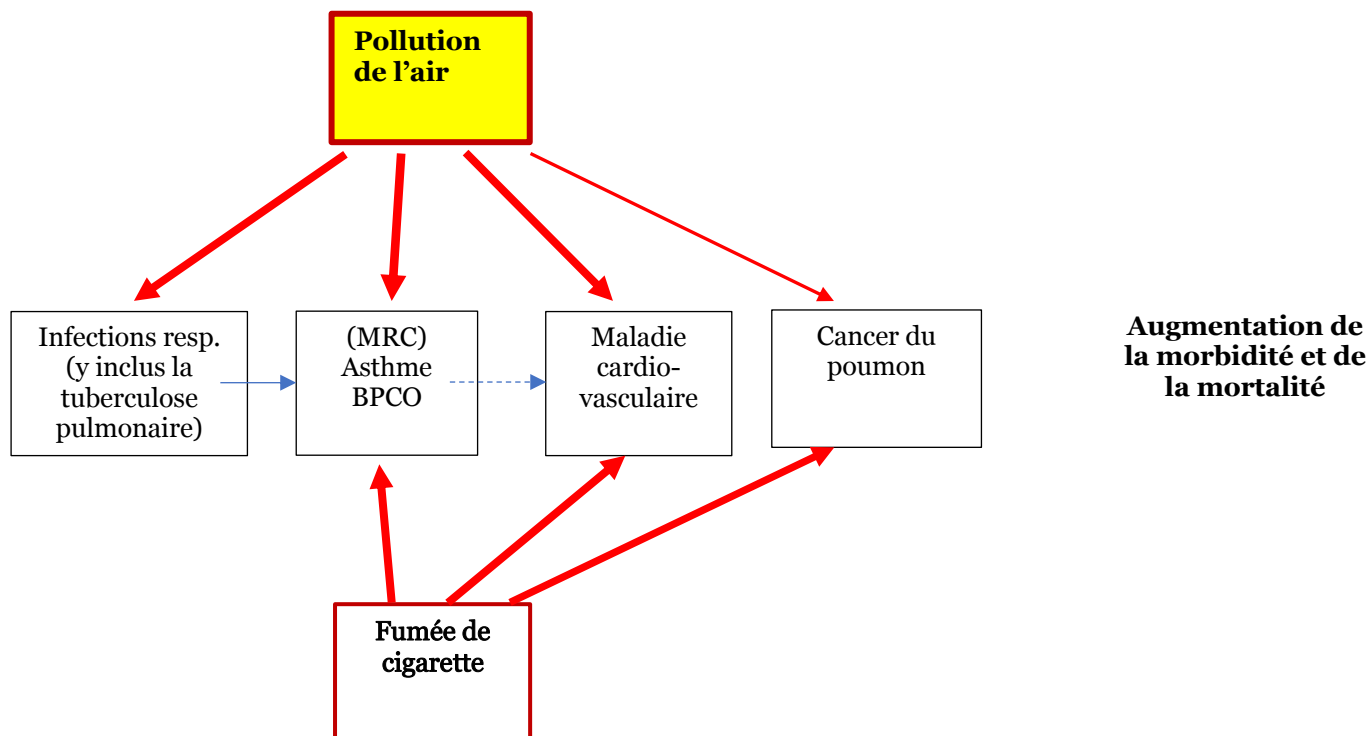 Pollution
de l’air
Infections resp.
(y inclus la
tuberculose
pulmonaire)
(MRC)
Asthme
BPCO
Maladie
cardio-
vasculaire
Cancer du
poumon
Augmentation de
la morbidité et de
la mortalité
Fumée de
cigarette